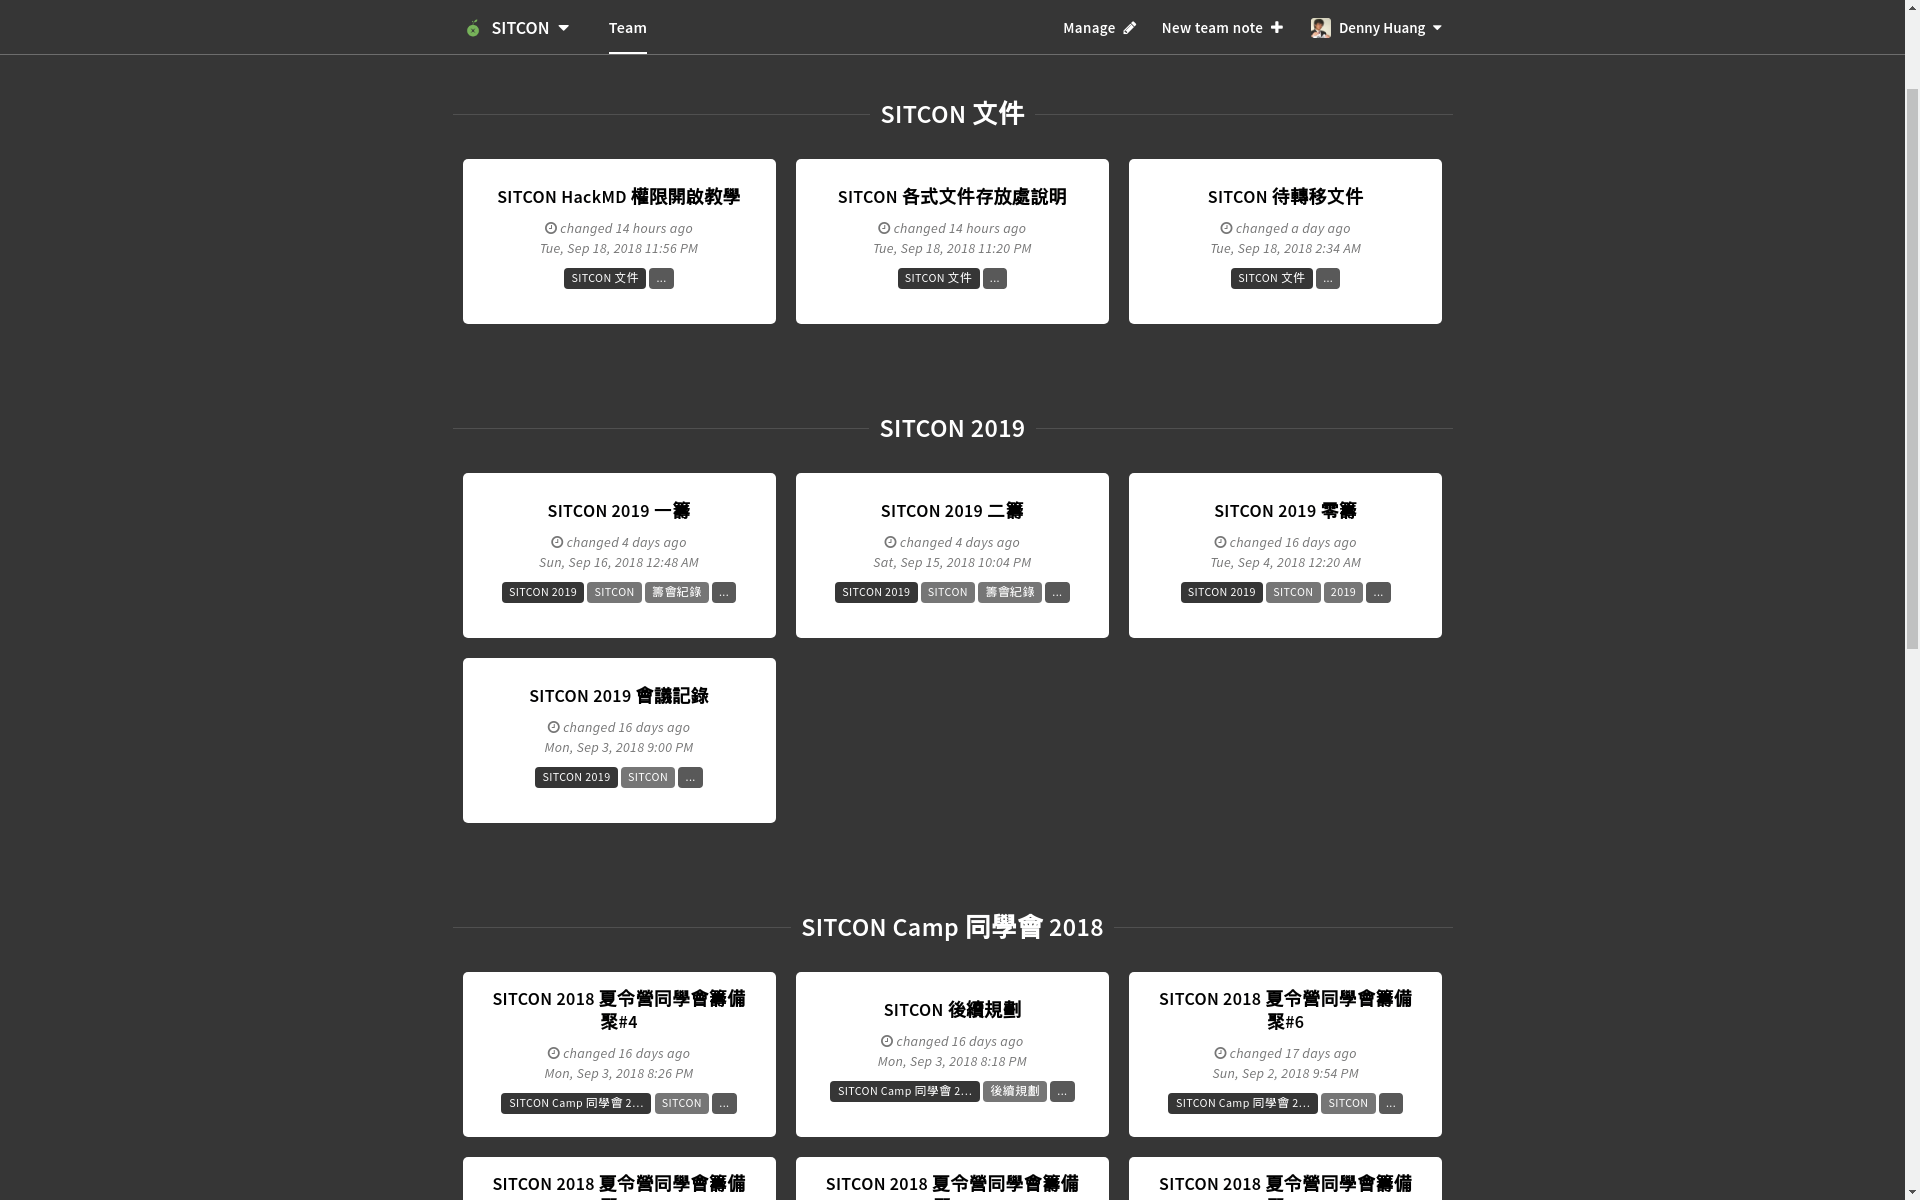 SITCON
Team
Manage
New team note
Denny Huang
SITCON 文件
SITCON HackMD 權限開啟教學
changed 14 hours ago
Tue, Sep 18, 2018 11:56 PM
SITCON 文件
...
SITCON 各式文件存放處說明
changed 14 hours ago
Tue, Sep 18, 2018 11:20 PM
SITCON 文件
...
SITCON 待轉移文件
changed a day ago
Tue, Sep 18, 2018 2:34 AM
SITCON 文件
...
SITCON 2019
SITCON 2019 一籌
changed 4 days ago
Sun, Sep 16, 2018 12:48 AM
SITCON 2019
SITCON
籌會紀錄
...
SITCON 2019 二籌
changed 4 days ago
Sat, Sep 15, 2018 10:04 PM
SITCON 2019
SITCON
籌會紀錄
...
SITCON 2019 零籌
changed 16 days ago
Tue, Sep 4, 2018 12:20 AM
SITCON 2019
SITCON
2019
...
SITCON 2019 會議記錄
changed 16 days ago
Mon, Sep 3, 2018 9:00 PM
SITCON 2019
SITCON
...
SITCON Camp 同學會 2018
SITCON 2018 夏令營同學會籌備
聚#4
changed 16 days ago
Mon, Sep 3, 2018 8:26 PM
SITCON Camp 同學會 2...
SITCON
...
SITCON 後續規劃
changed 16 days ago
Mon, Sep 3, 2018 8:18 PM
SITCON Camp 同學會 2...
後續規劃
...
SITCON 2018 夏令營同學會籌備
聚#6
changed 17 days ago
Sun, Sep 2, 2018 9:54 PM
SITCON Camp 同學會 2...
SITCON
...
SITCON 2018 夏令營同學會籌備
SITCON 2018 夏令營同學會籌備
SITCON 2018 夏令營同學會籌備